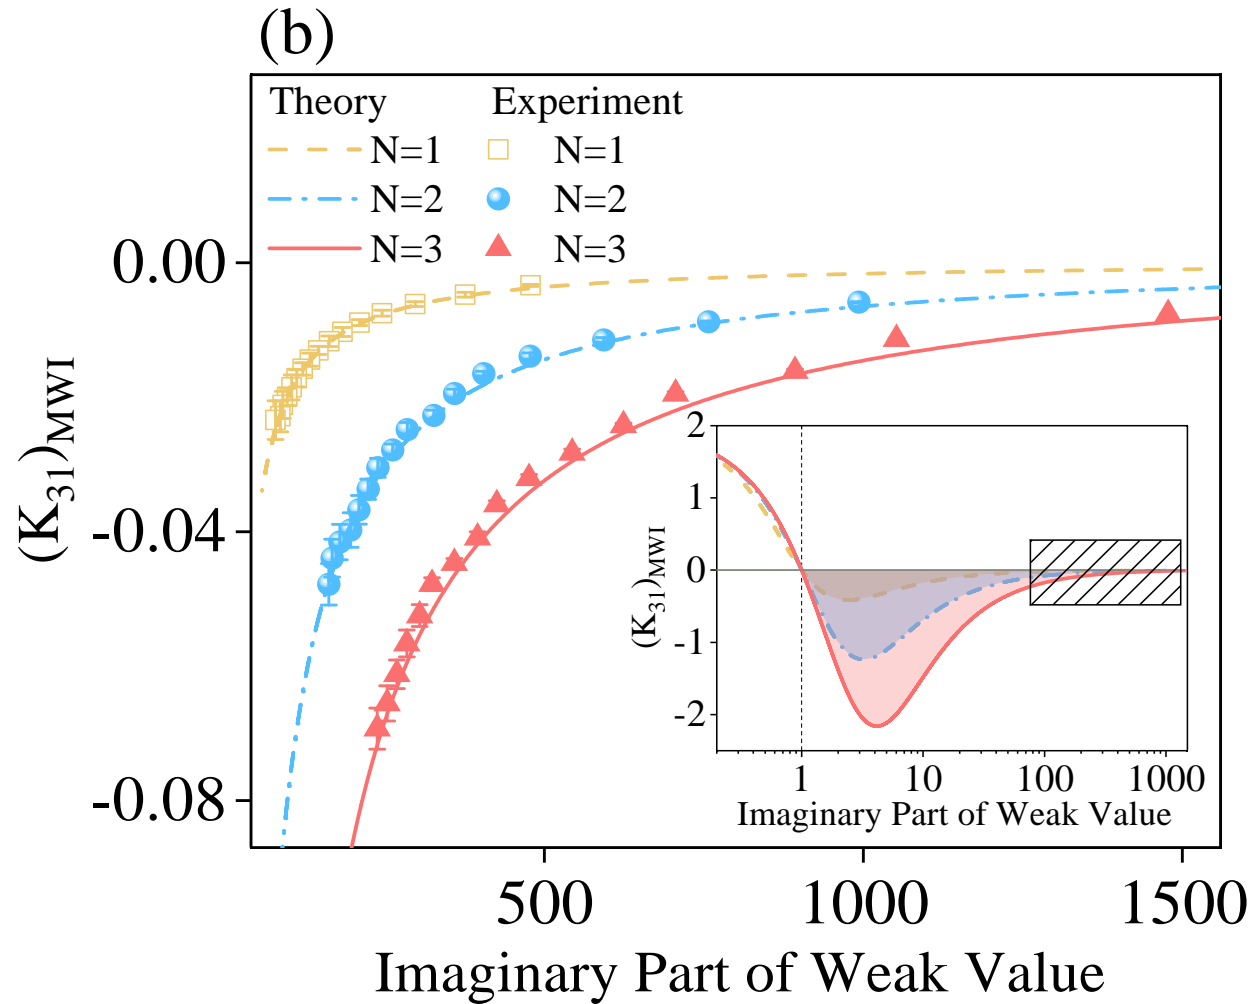 (b)
Theory Experiment
N=1 N=1
N=2 N=2
N=3 N=3
0.00
-0.04
-0.08
(K31)MWI
500 1000 1500
Imaginary Part of Weak Value
2
1
0
-1
-2
(K31)MWI
1 10 100 1000
Imaginary Part of Weak Value